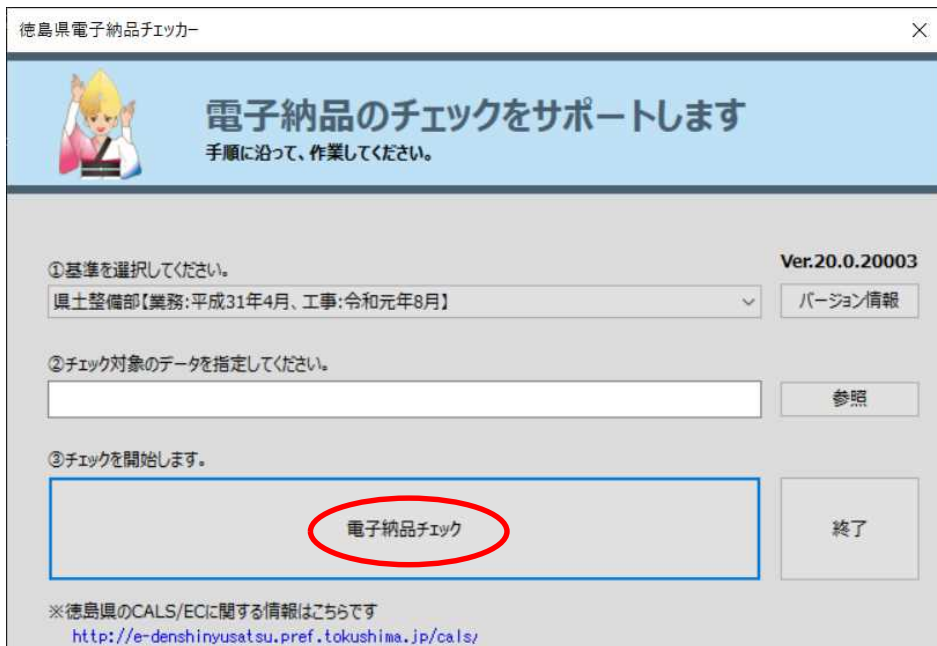 徳島県電子納品チェッカー
電子納品のチェックをサポートします
手順に沿って、作業してください。
①基準を選択してください。
Ver.20.0.20003
県土整備部【業務:平成31年4月、工事:令和元年8月】
バージョン情報
②チェック対象のデータを指定してください。
参照
③チェックを開始します。
電子納品チェック
終了
※徳島県のCALS/ECに関する情報はこちらです
http://e-denshinyusatsu.pref.tokushima.jp/cals/